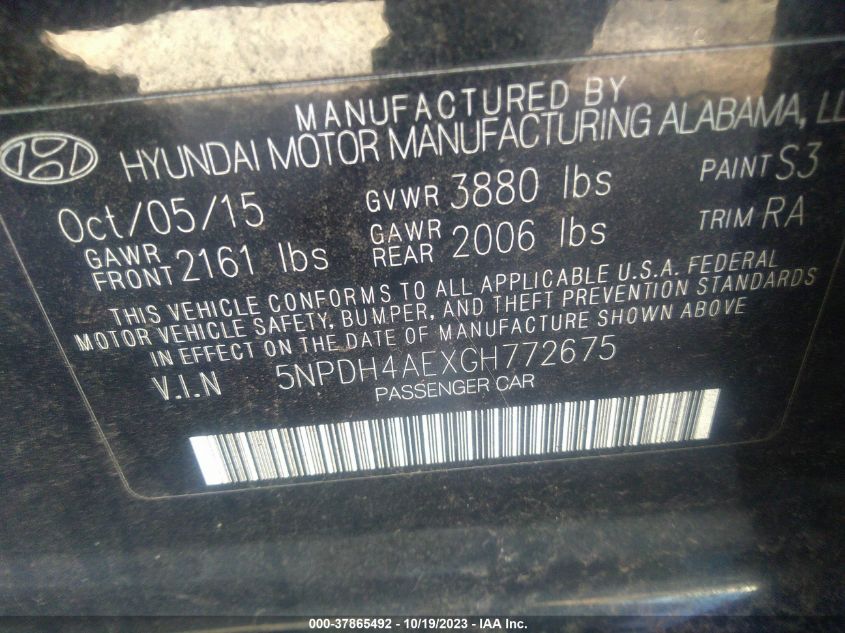 MANUFACTURED BY
HYUNDAI MOTOR MANUFACTURING ALABAMA, LL
Oct/05/15 GVWR 3880 lbs PAINT S3
GAWR FRONT 2161 lbs GAWR REAR 2006 lbs TRIM RA
THIS VEHICLE CONFORMS TO ALL APPLICABLE U.S.A. FEDERAL
MOTOR VEHICLE SAFETY, BUMPER, AND THEFT PREVENTION STANDARDS
IN EFFECT ON THE DATE OF MANUFACTURE SHOWN ABOVE
V.I.N 5NPDH4AEXGH772675
PASSENGER CAR
000-37865492 - 10/19/2023 - IAA Inc.